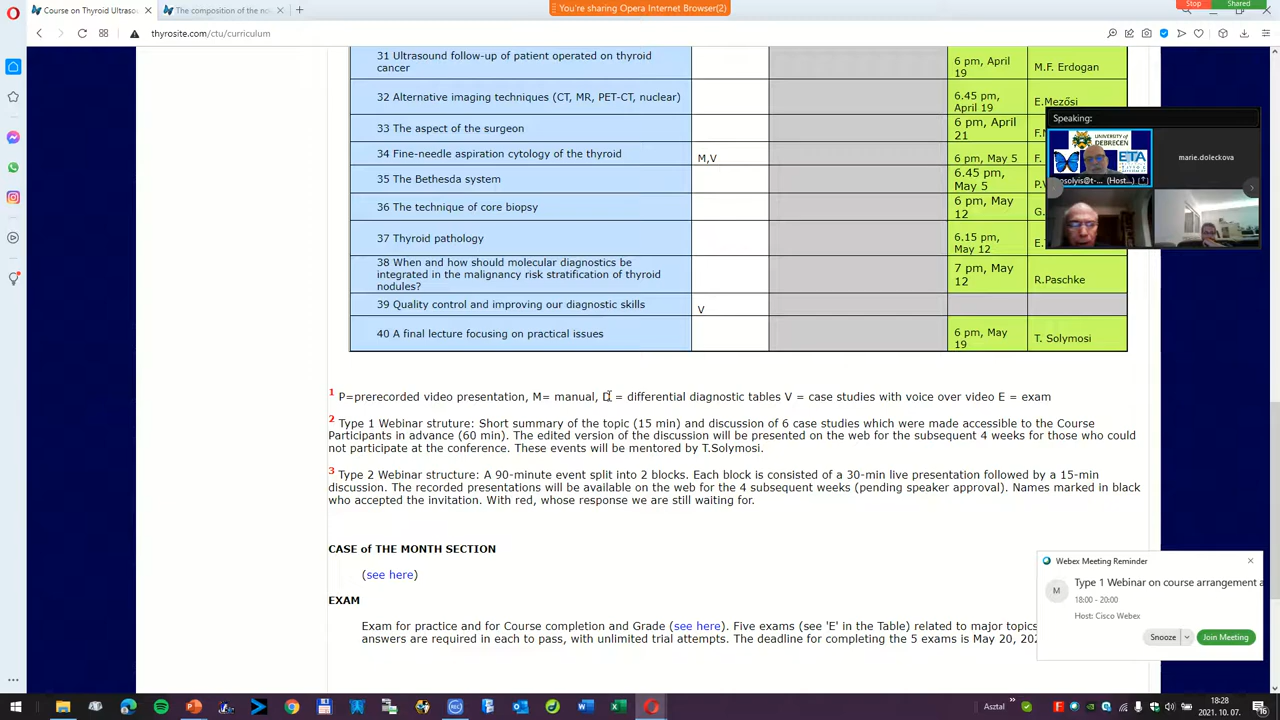 Course on Thyroid Ultraso
The composition of the no
You're sharing Opera Internet Browser(2)
Stop
Shared
thyrosite.com/ctu/curriculum
31 Ultrasound follow-up of patient operated on thyroid
cancer
6 pm, April
19
M.F. Erdogan
32 Alternative imaging techniques (CT, MR, PET-CT, nuclear)
6.45 pm,
April 19
E.Mezősi
33 The aspect of the surgeon
6 pm, April
21
34 Fine-needle aspiration cytology of the thyroid
M,V
6 pm, May 5
F.
35 The Bethesda system
6.45 pm,
May 5
36 The technique of core biopsy
6 pm, May
12
G.
37 Thyroid pathology
6.15 pm,
May 12
38 When and how should molecular diagnostics be
integrated in the malignancy risk stratification of thyroid
nodules?
7 pm, May
12
R.Paschke
39 Quality control and improving our diagnostic skills
V
40 A final lecture focusing on practical issues
6 pm, May
19
T. Solymosi
Speaking:
UNIVERSITY of
DEBRECEN
ETA
(Host...)
marie.doleckova
1 P=prerecorded video presentation, M= manual, D = differential diagnostic tables V = case studies with voice over video E = exam
2 Type 1 Webinar struture: Short summary of the topic (15 min) and discussion of 6 case studies which were made accessible to the Course
Participants in advance (60 min). The edited version of the discussion will be presented on the web for the subsequent 4 weeks for those who could
not participate at the conference. These events will be mentored by T.Solymosi.
3 Type 2 Webinar structure: A 90-minute event split into 2 blocks. Each block is consisted of a 30-min live presentation followed by a 15-min
discussion. The recorded presentations will be available on the web for the 4 subsequent weeks (pending speaker approval). Names marked in black
who accepted the invitation. With red, whose response we are still waiting for.
CASE of THE MONTH SECTION
(see here)
EXAM
Exams for practice and for Course completion and Grade (see here). Five exams (see 'E' in the Table) related to major topics
answers are required in each to pass, with unlimited trial attempts. The deadline for completing the 5 exams is May 20, 202
Webex Meeting Reminder
M
Type 1 Webinar on course arrangement a
18:00 - 20:00
Host: Cisco Webex
Snooze
Join Meeting
Asztal
18:28
2021. 10. 07.